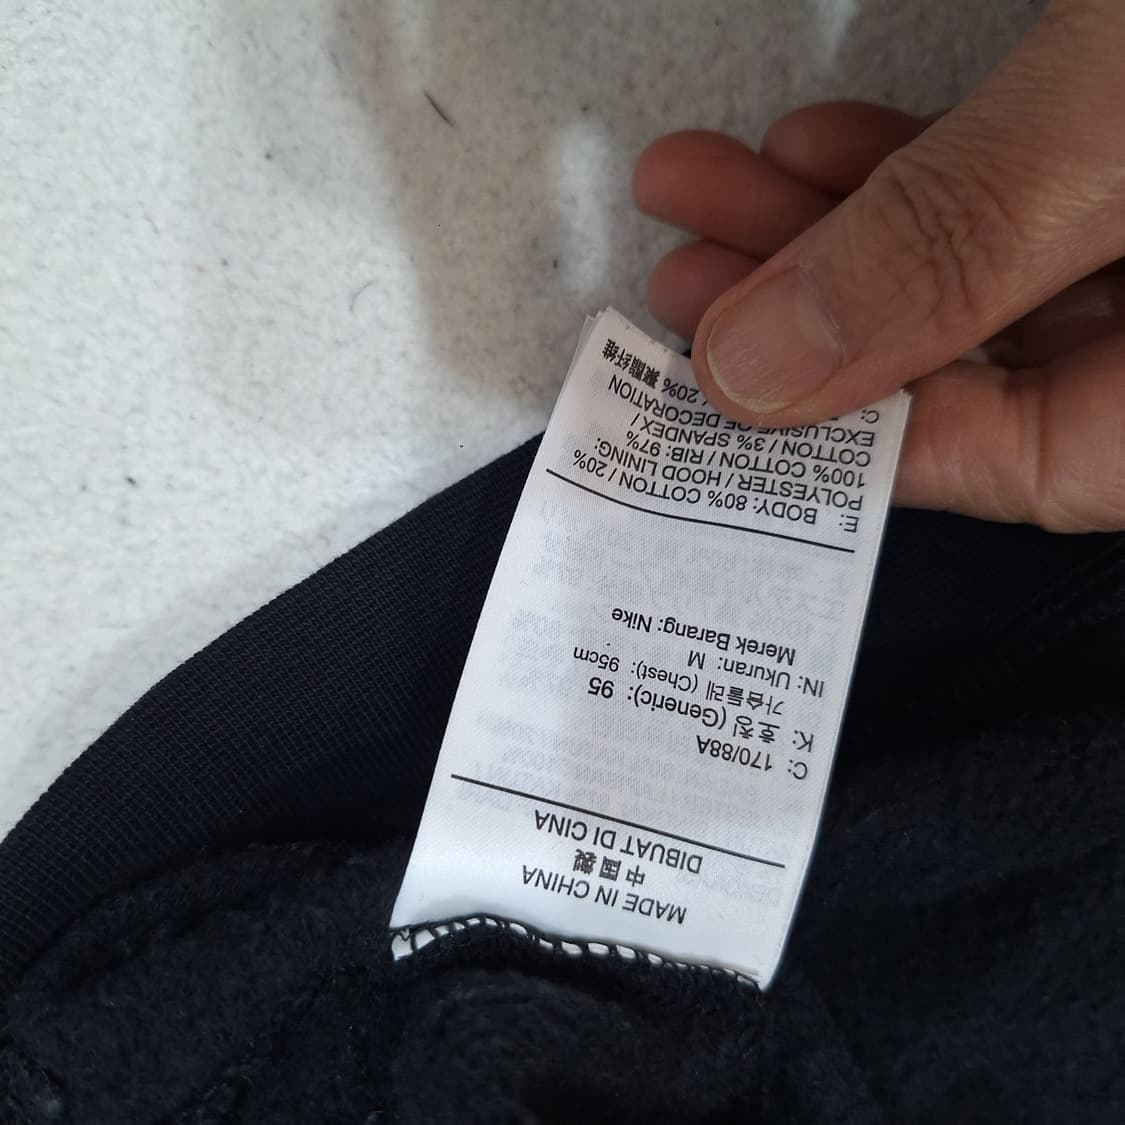 MADE IN CHINA
中國製
DIBUAT DI CINA
C: 170/88A
K: 호칭 (Generic): 95
가슴둘레 (Chest): 95cm
IN: Ukuran: M
Merek Barang: Nike
E: BODY: 80% COTTON / 20%
POLYESTER / HOOD LINING:
100% COTTON / RIB: 97%
COTTON / 3% SPANDEX /
EXCLUSIVE OF DECORATION
C: / 20% 聚酯纤维